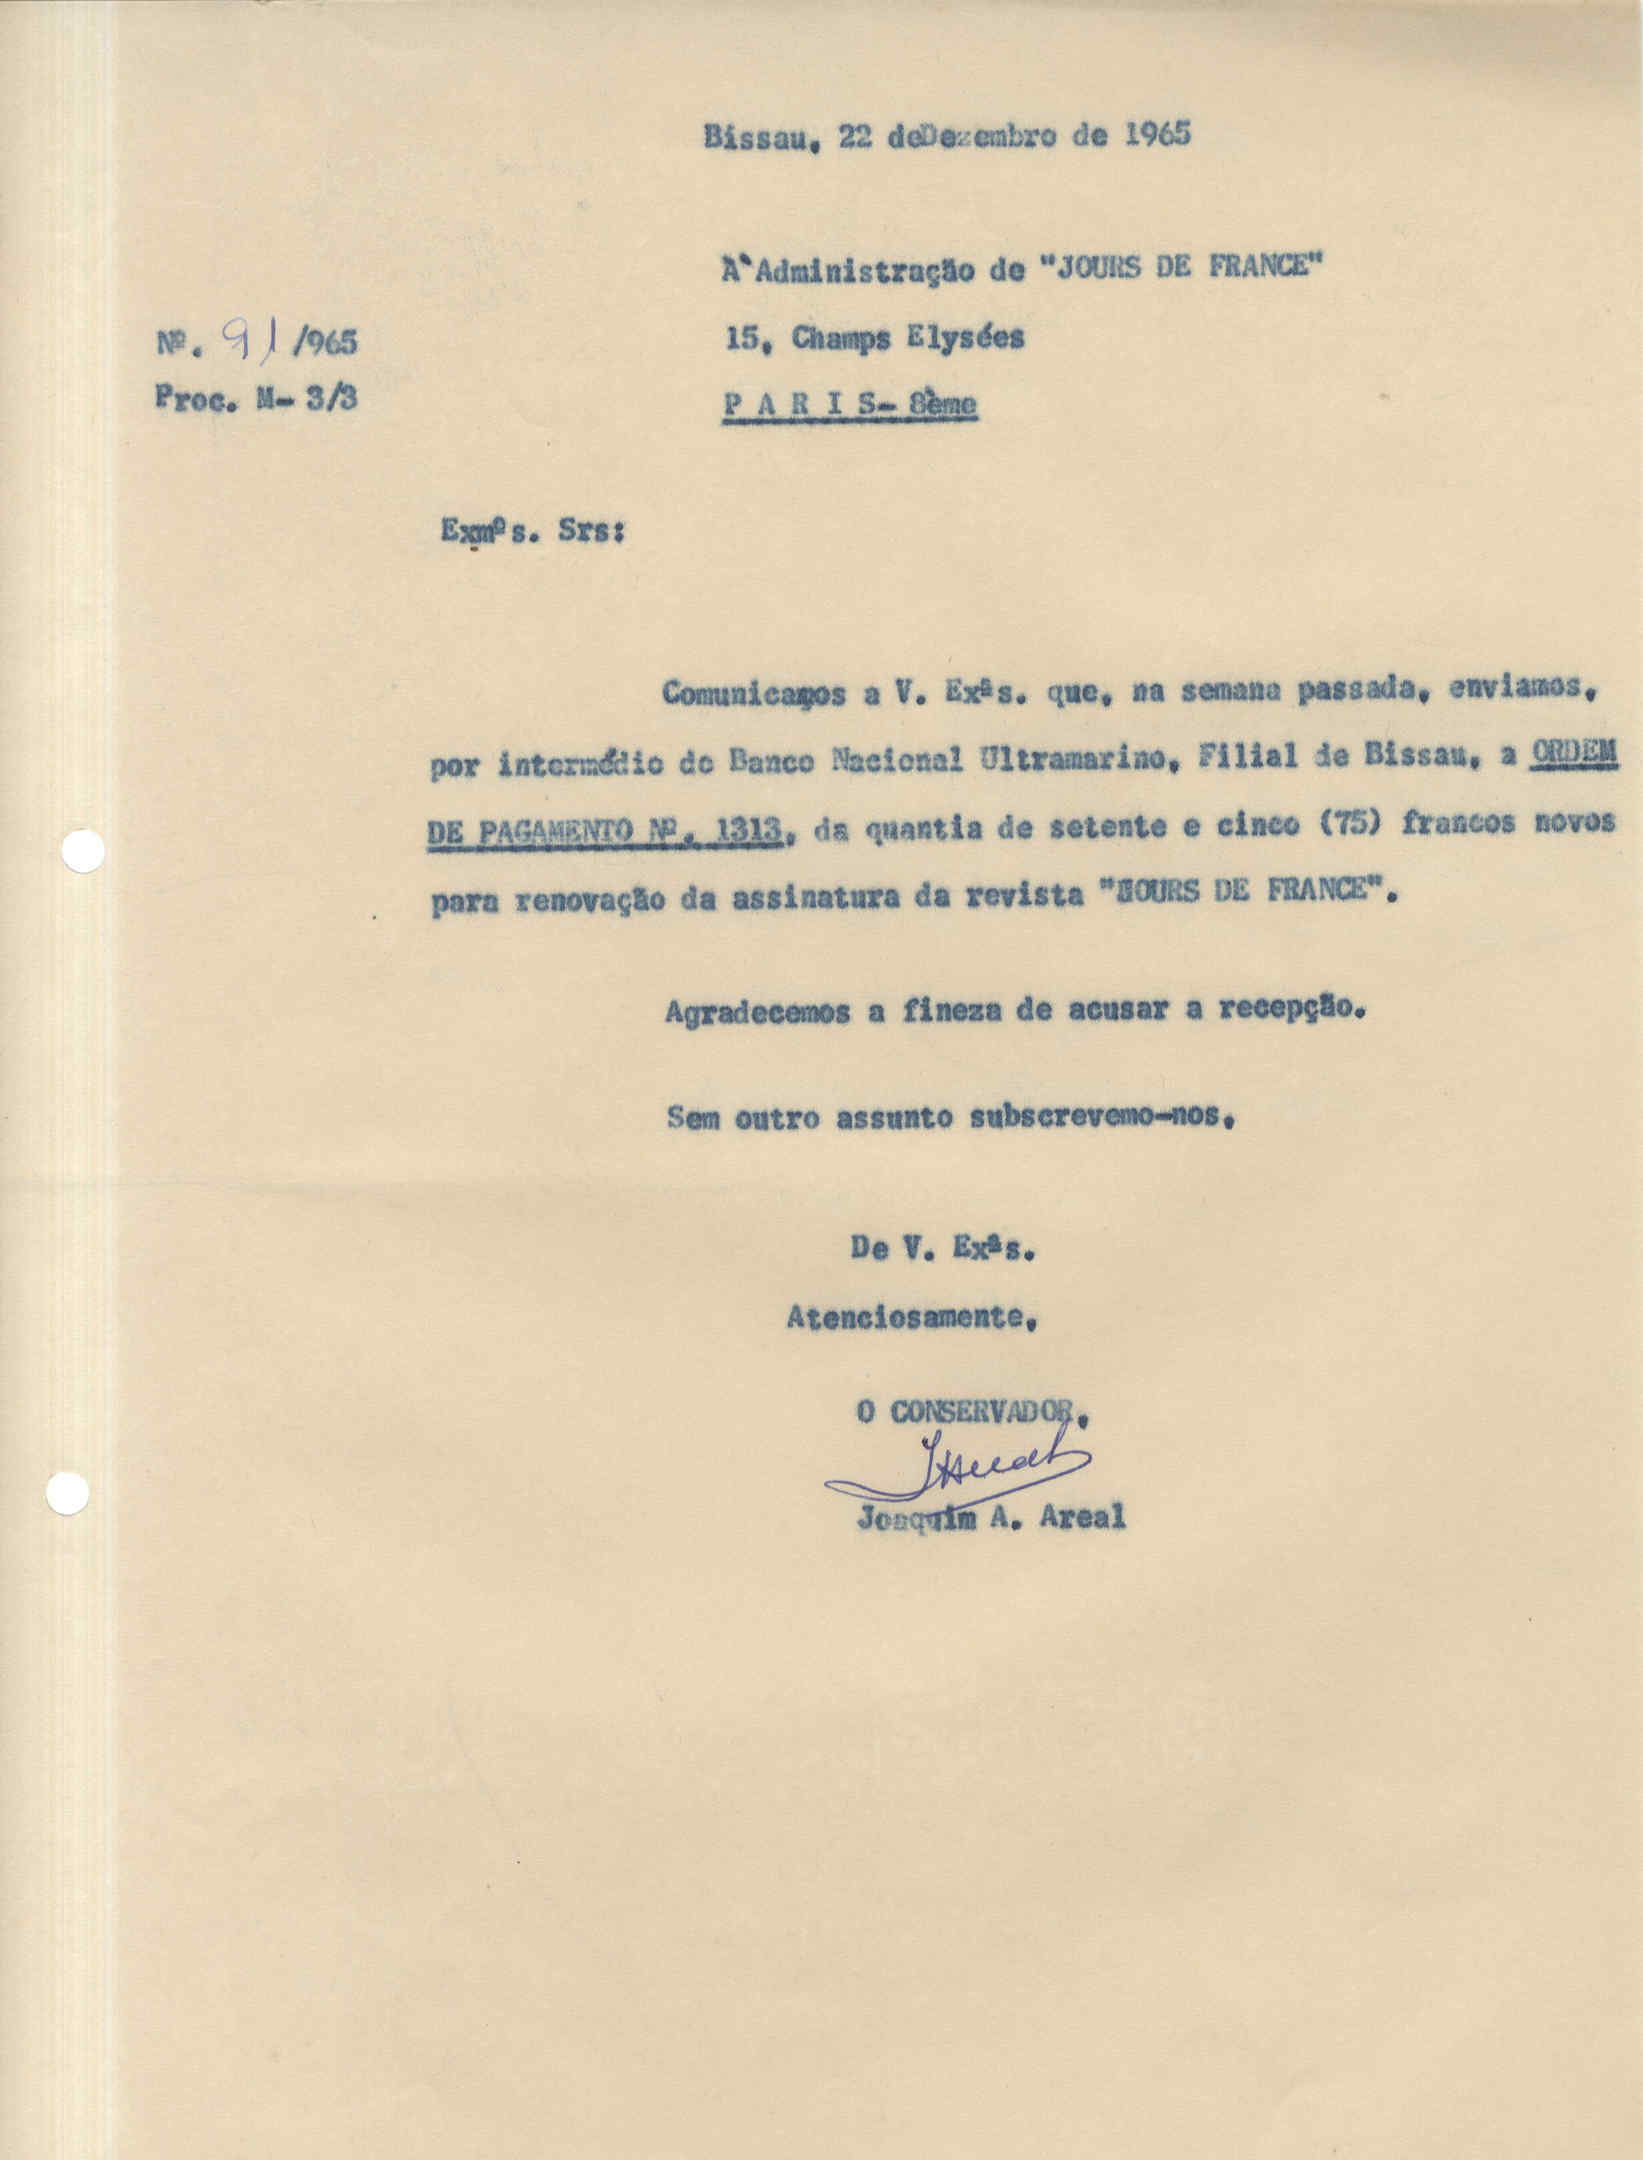 Bissau, 22 deDezembro de 1965
À Administração de "JOURS DE FRANCE"
Nº. 91/965
15, Champs Elysées
Proc. M- 3/3
P A R I S- 8ème
Exmºs. Srs:
Comunicamos a V. Exªs. que, na semana passada, enviamos,
por intermédio do Banco Nacional Ultramarino, Filial de Bissau, a ORDEM
DE PAGAMENTO Nº. 1313, da quantia de setente e cinco (75) francos novos
para renovação da assinatura da revista "JOURS DE FRANCE".
Agradecemos a fineza de acusar a recepção.
Sem outro assunto subscrevemo-nos,
De V. Exªs.
Atenciosamente,
O CONSERVADOR,
Joaquim A. Areal